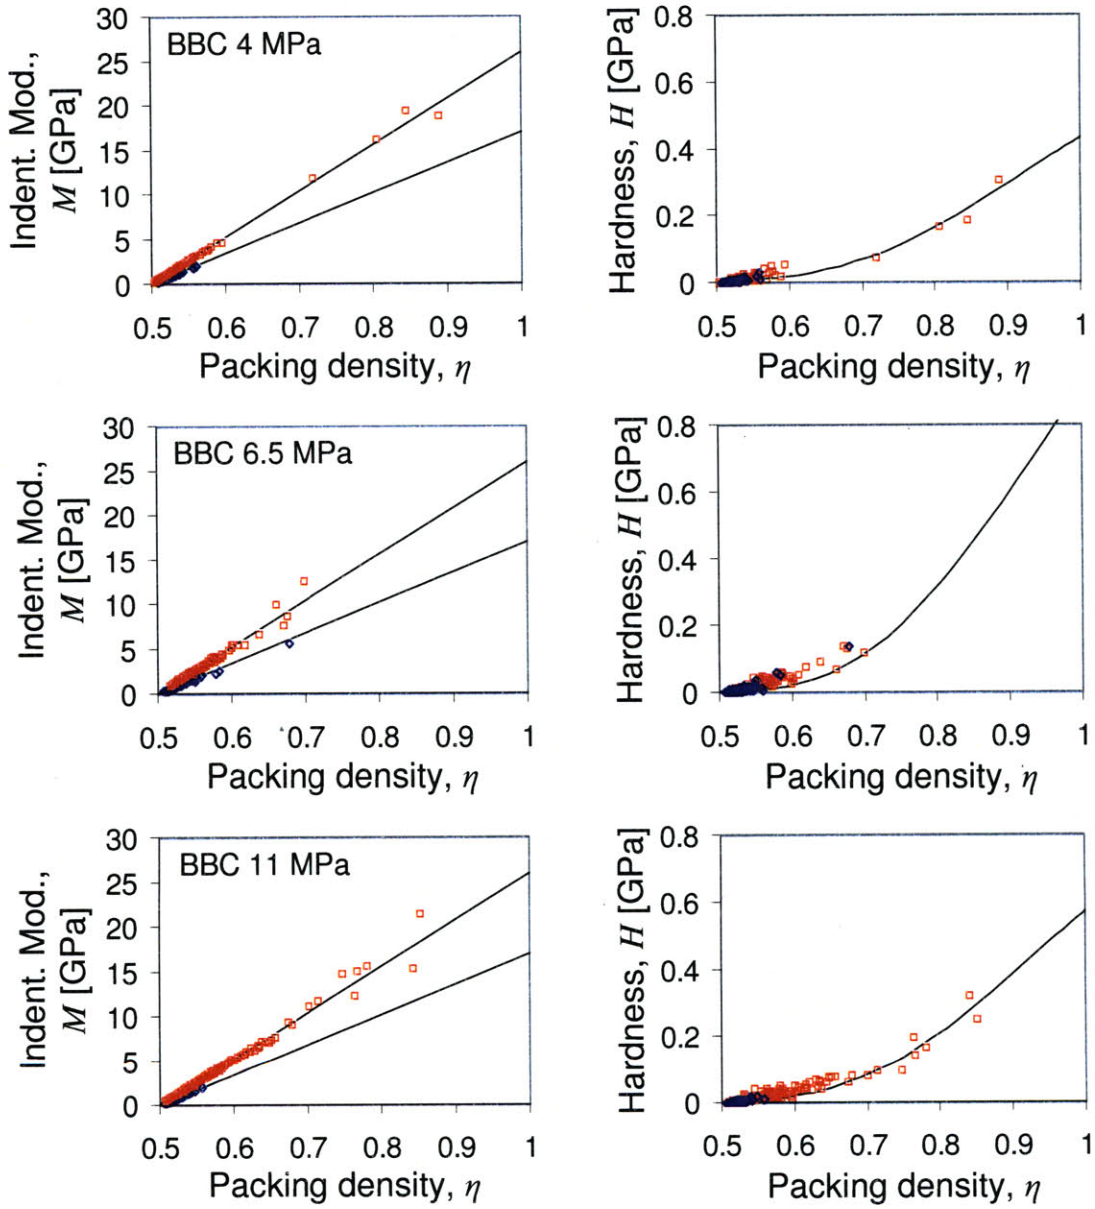 BBC 4 MPa
Indent. Mod.,
M [GPa]
30
25
20
15
10
5
0
0.5 0.6 0.7 0.8 0.9 1
Packing density, η
Hardness, H [GPa]
0.8
0.6
0.4
0.2
0
0.5 0.6 0.7 0.8 0.9 1
Packing density, η
BBC 6.5 MPa
Indent. Mod.,
M [GPa]
30
25
20
15
10
5
0
0.5 0.6 0.7 0.8 0.9 1
Packing density, η
Hardness, H [GPa]
0.8
0.6
0.4
0.2
0
0.5 0.6 0.7 0.8 0.9 1
Packing density, η
BBC 11 MPa
Indent. Mod.,
M [GPa]
30
25
20
15
10
5
0
0.5 0.6 0.7 0.8 0.9 1
Packing density, η
Hardness, H [GPa]
0.8
0.6
0.4
0.2
0
0.5 0.6 0.7 0.8 0.9 1
Packing density, η